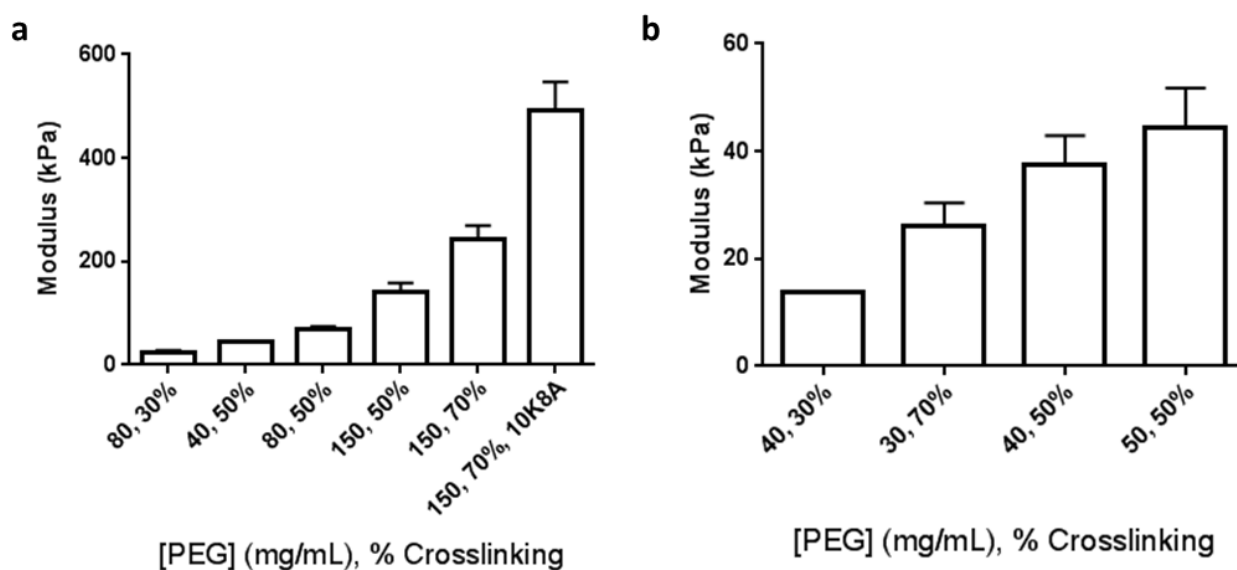 a
600
400
200
0
Modulus (kPa)
80, 30%
40, 50%
80, 50%
150, 50%
150, 70%
150, 70%, 10K8A
[PEG] (mg/mL), % Crosslinking
b
60
40
20
0
Modulus (kPa)
40, 30%
30, 70%
40, 50%
50, 50%
[PEG] (mg/mL), % Crosslinking